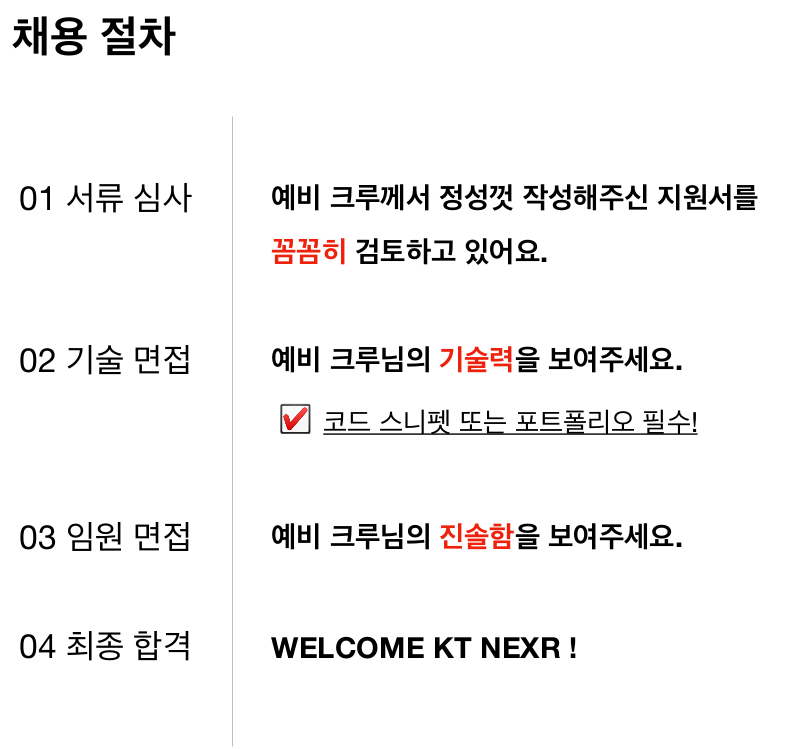 채용 절차
01 서류 심사
예비 크루께서 정성껏 작성해주신 지원서를
꼼꼼히 검토하고 있어요.
02 기술 면접
예비 크루님의 기술력을 보여주세요.
코드 스니펫 또는 포트폴리오 필수!
03 임원 면접
예비 크루님의 진솔함을 보여주세요.
04 최종 합격
WELCOME KT NEXR !